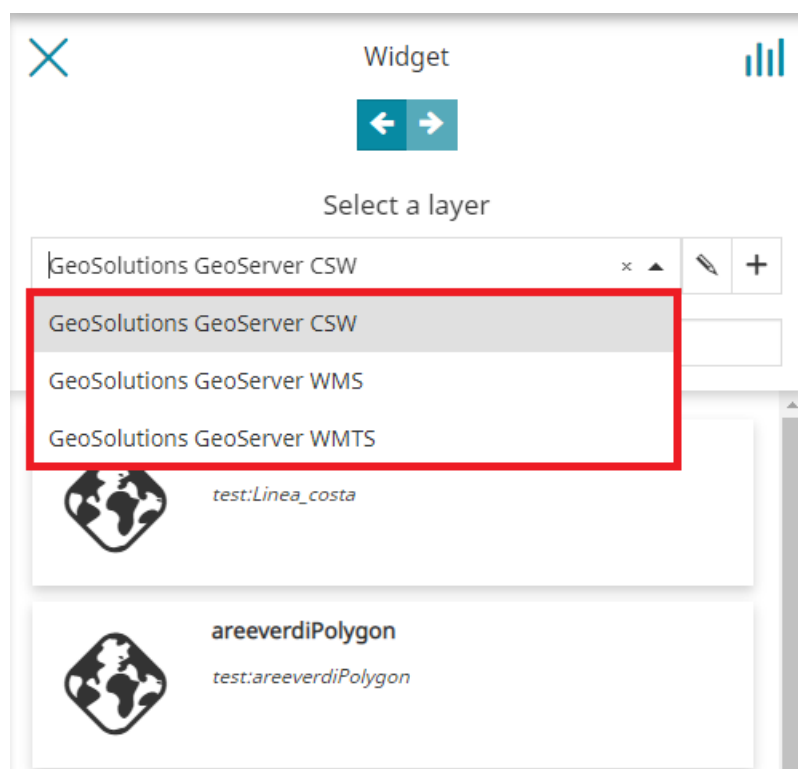 Widget
Select a layer
GeoSolutions GeoServer CSW
GeoSolutions GeoServer CSW
GeoSolutions GeoServer WMS
GeoSolutions GeoServer WMTS
test:Linea_costa
areeverdiPolygon
test:areeverdiPolygon